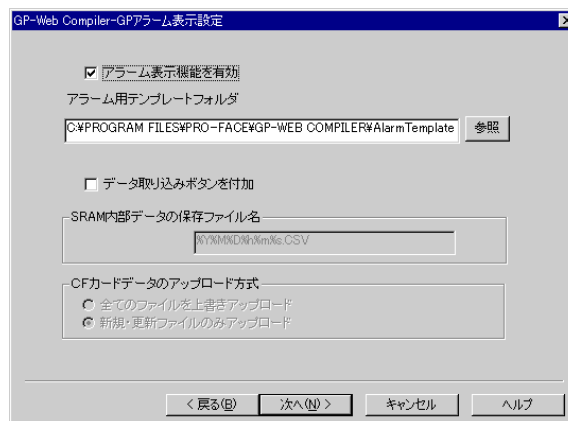 GP-Web Compiler-GPアラーム表示設定
アラーム表示機能を有効
アラーム用テンプレートフォルダ
C:¥PROGRAM FILES¥PRO-FACE¥GP-WEB COMPILER¥AlarmTemplate 参照
データ取り込みボタンを付加
SRAM内部データの保存ファイル名
%Y%M%D%h%m%s.CSV
CFカードデータのアップロード方式
全てのファイルを上書きアップロード
新規・更新ファイルのみアップロード
< 戻る(B) 次へ(N) > キャンセル ヘルプ